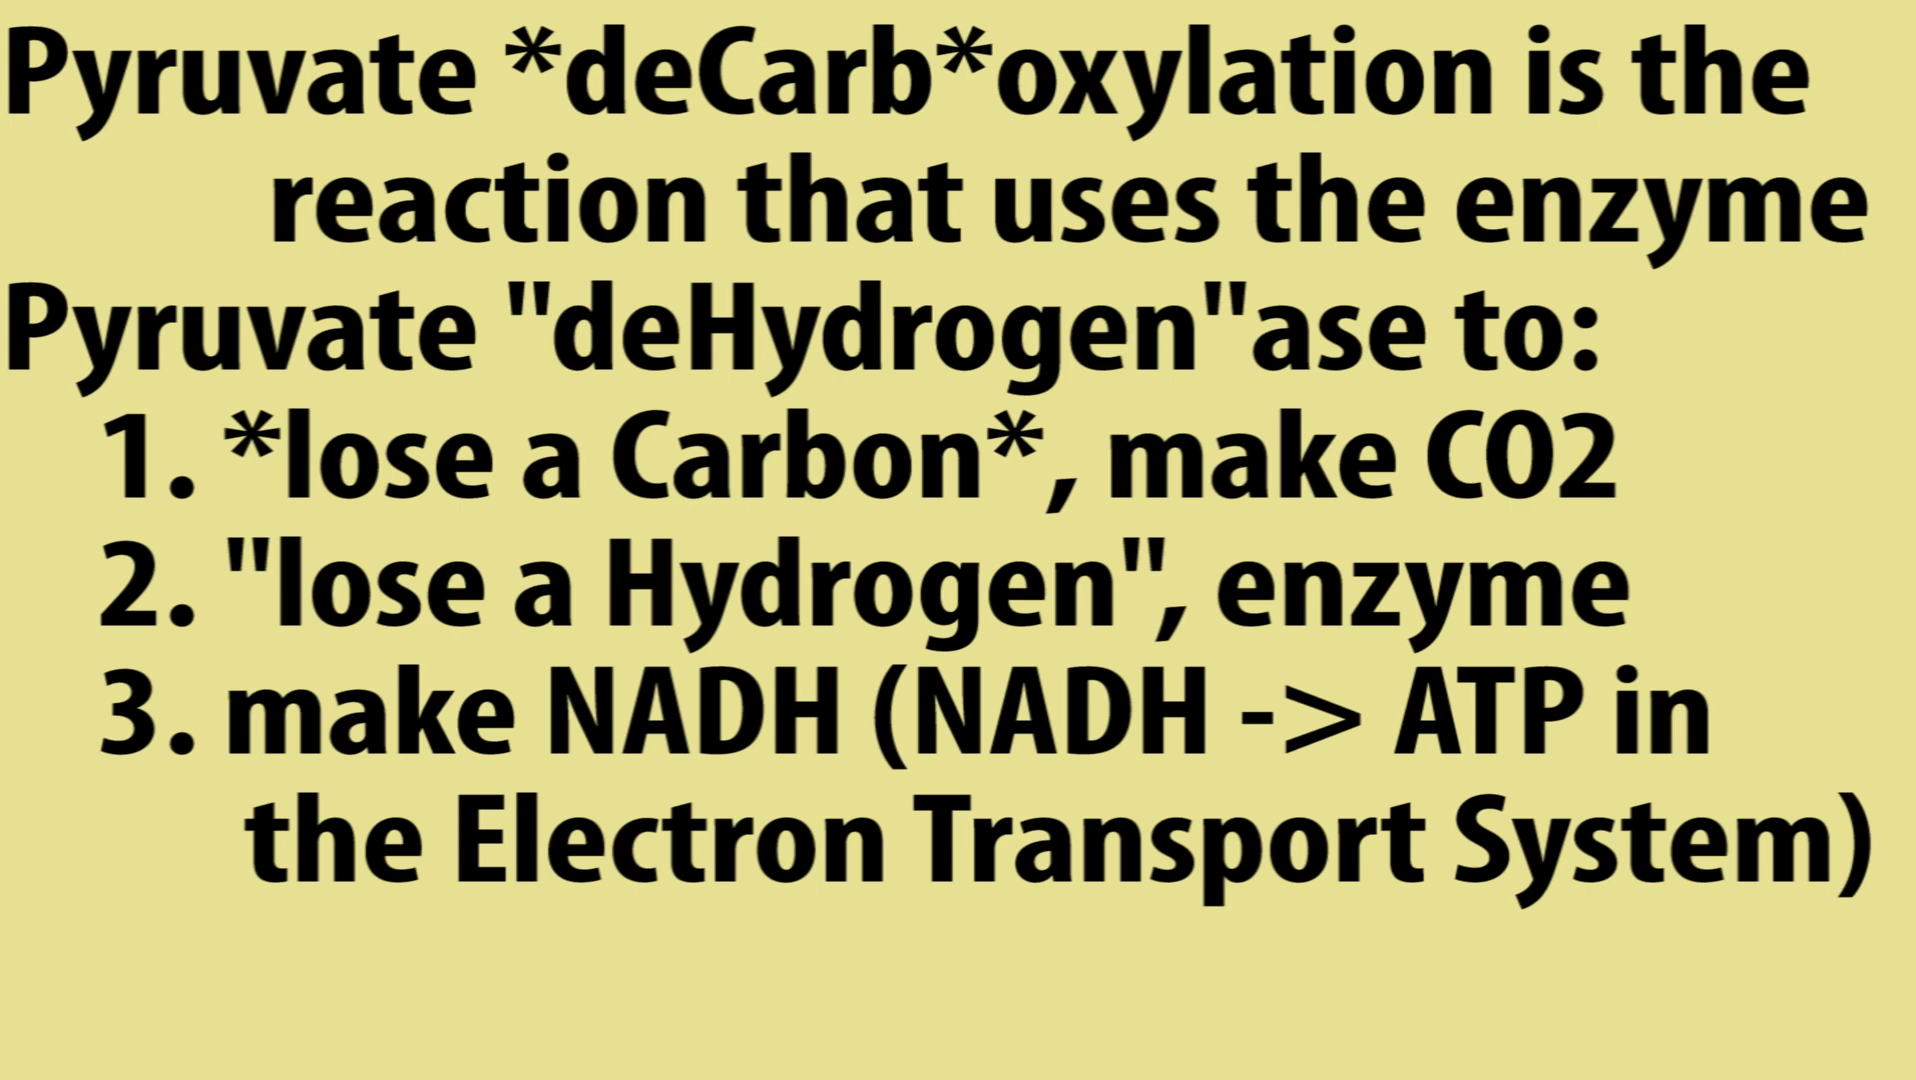 Pyruvate *deCarb*oxylation is the
reaction that uses the enzyme
Pyruvate "deHydrogen"ase to:
1. *lose a Carbon*, make CO2
2. "lose a Hydrogen", enzyme
3. make NADH (NADH -> ATP in
the Electron Transport System)